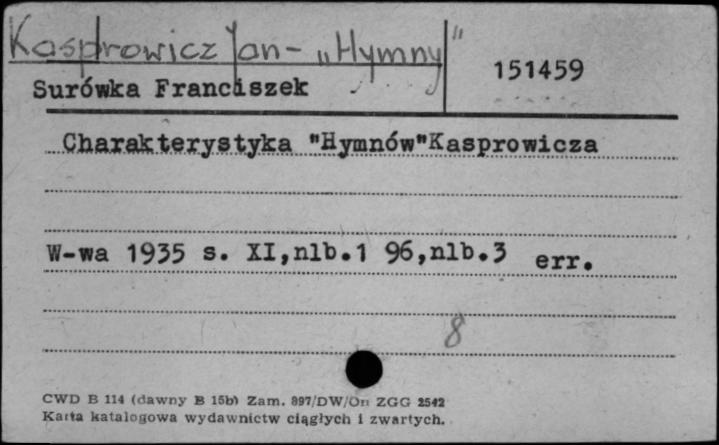 Kasprowicz Jan - „Hymny"
151459
Surówka Franciszek
Charakterystyka "Hymnów"Kasprowicza
W-wa 1935 s. XI,nlb.1 96,nlb.3 err.
8
CWD B 114 (dawny B 15b) Zam. 897/DW/On ZGG 2542
Karta katalogowa wydawnictw ciągłych i zwartych.